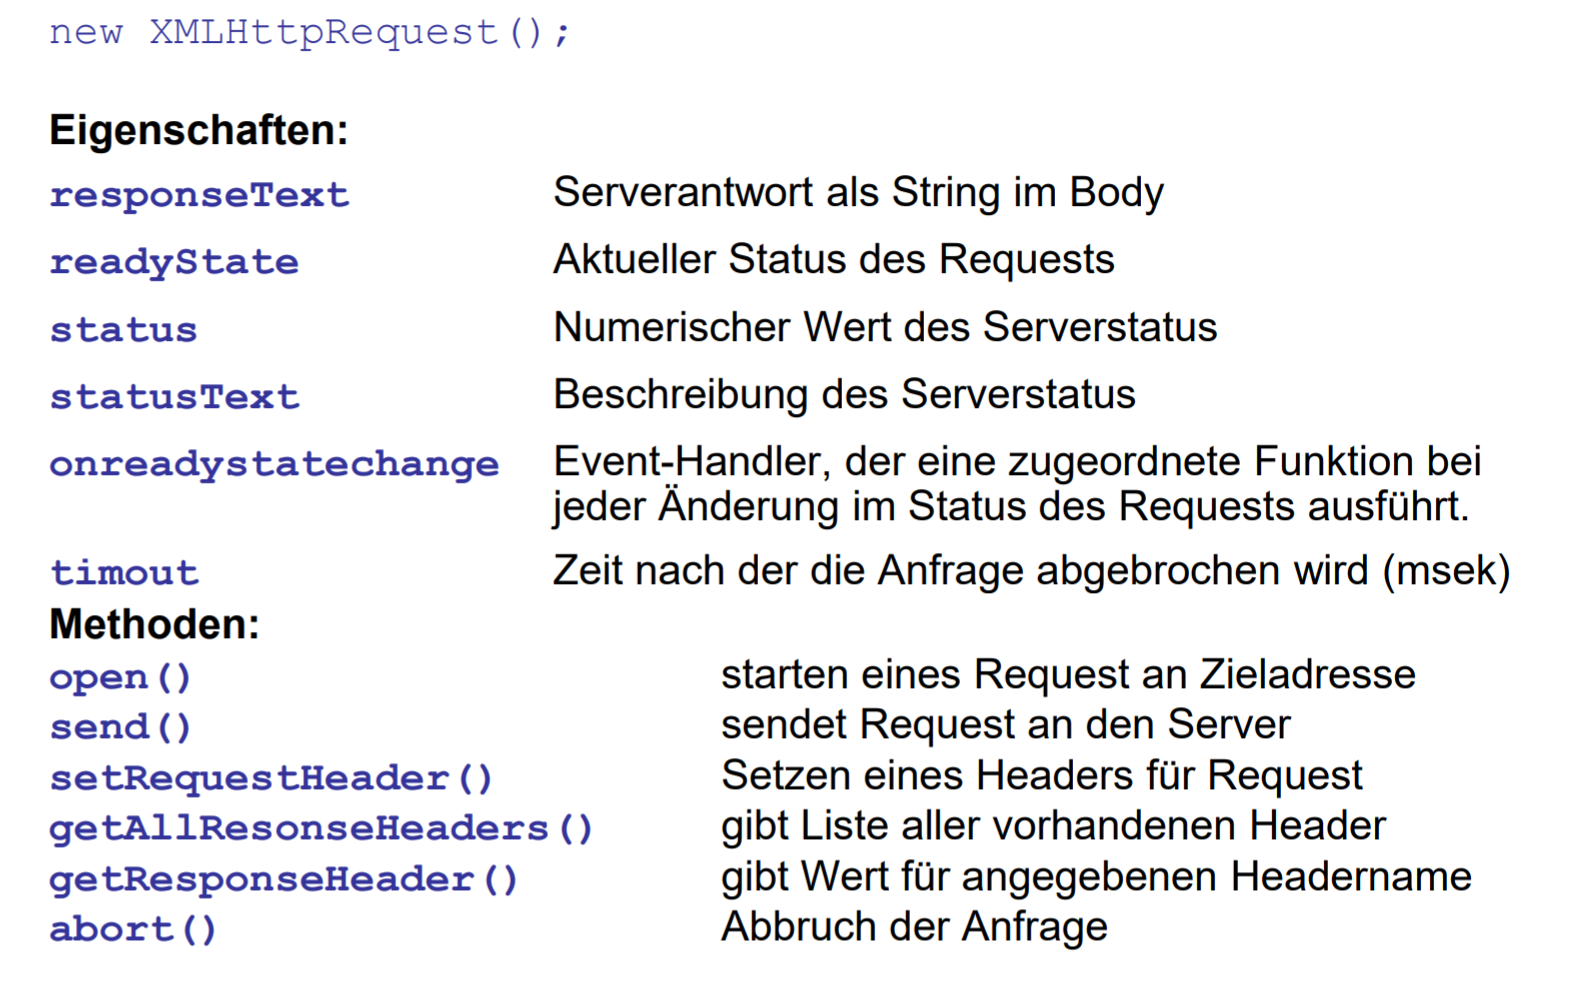 new XMLHttpRequest();
Eigenschaften:
responseText Serverantwort als String im Body
readyState Aktueller Status des Requests
status Numerischer Wert des Serverstatus
statusText Beschreibung des Serverstatus
onreadystatechange Event-Handler, der eine zugeordnete Funktion bei
jeder Änderung im Status des Requests ausführt.
timout Zeit nach der die Anfrage abgebrochen wird (msek)
Methoden:
open() starten eines Request an Zieladresse
send() sendet Request an den Server
setRequestHeader() Setzen eines Headers für Request
getAllResonseHeaders() gibt Liste aller vorhandenen Header
getResponseHeader() gibt Wert für angegebenen Headername
abort() Abbruch der Anfrage